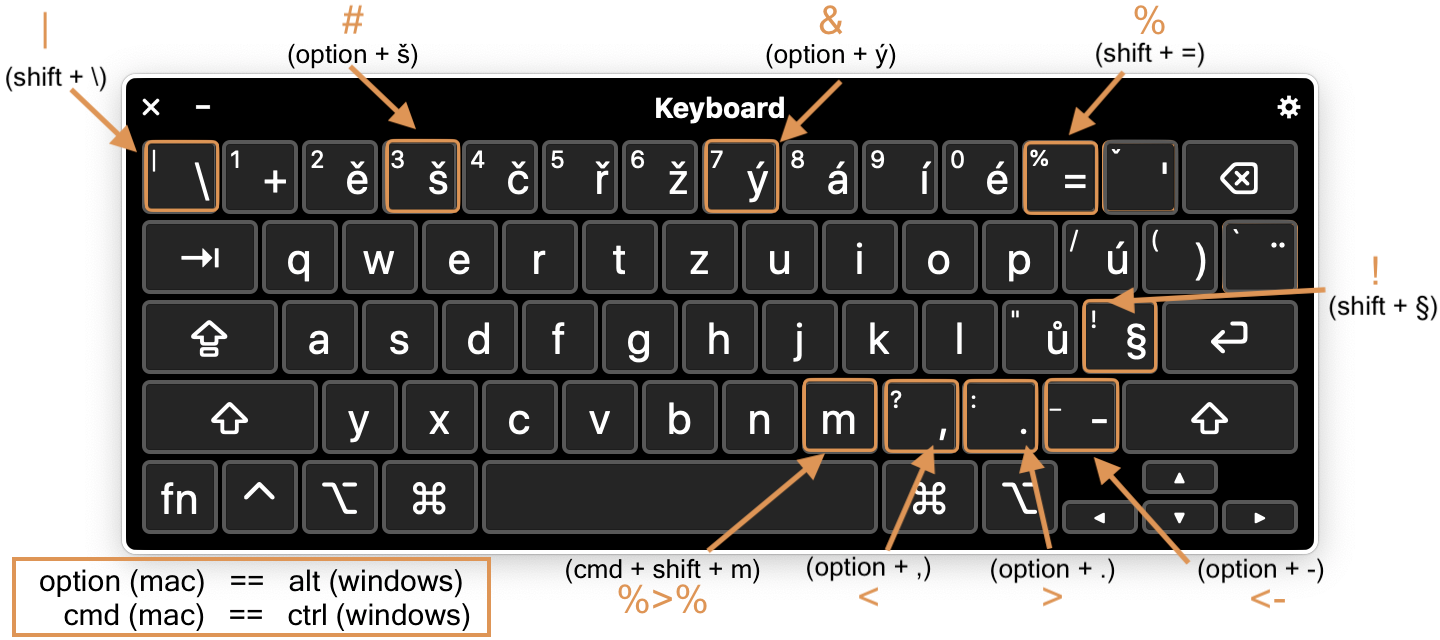 | # & %
(shift + \) (option + š) (option + ý) (shift + =)
× – Keyboard
| \ 1 + 2 ě 3 š 4 č 5 ř 6 ž 7 ý 8 á 9 í 0 é % = ˇ '
q w e r t z u i o p / ú ( ) ` ¨
!
(shift + §)
a s d f g h j k l " ů ! §
y x c v b n m ? , : . _ -
fn ^ ⌥ ⌘ ⌘ ⌥
(cmd + shift + m) (option + ,) (option + .) (option + -)
%>% < > <-
option (mac) == alt (windows)
cmd (mac) == ctrl (windows)